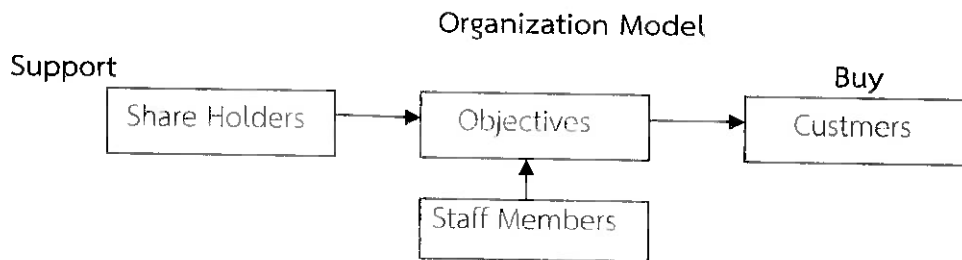 Organization Model
Support
Buy
Share Holders
Objectives
Custmers
Staff Members